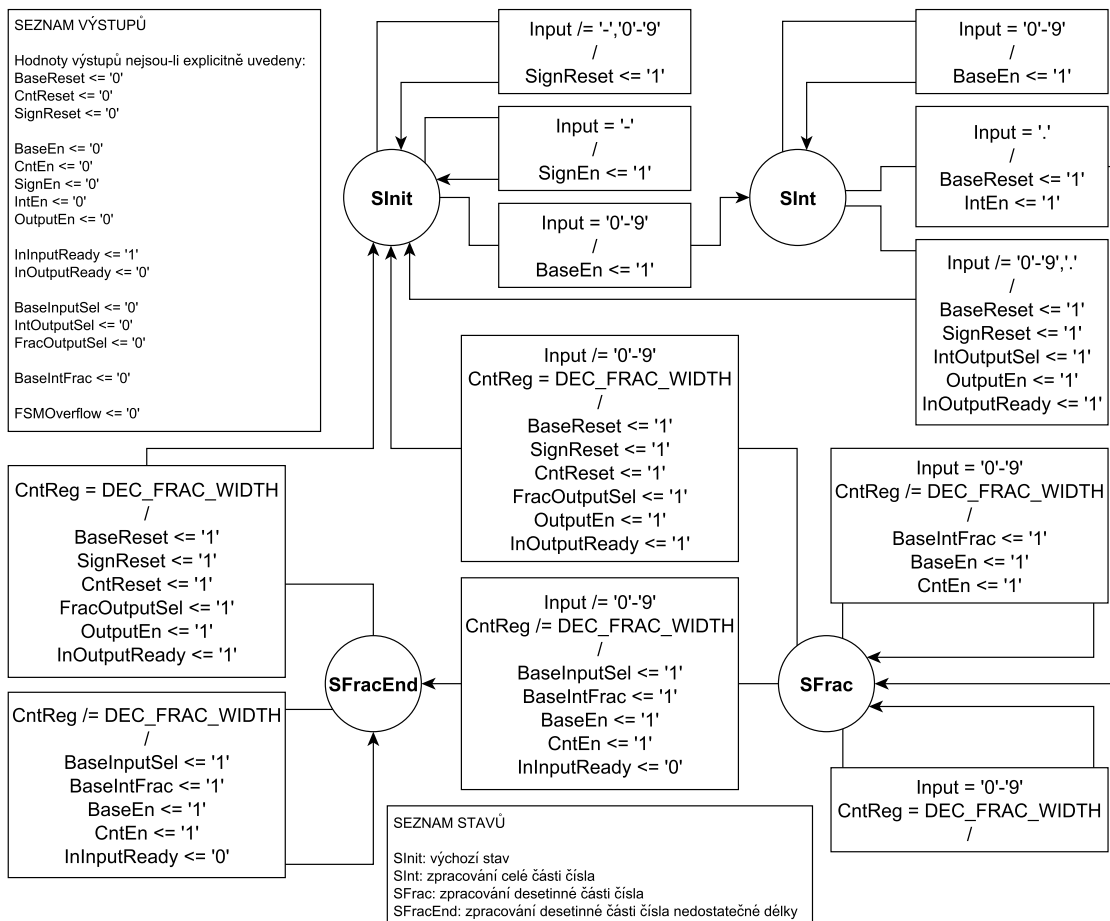 SEZNAM VÝSTUPŮ
Hodnoty výstupů nejsou-li explicitně uvedeny:
BaseReset <= '0'
CntReset <= '0'
SignReset <= '0'
BaseEn <= '0'
CntEn <= '0'
SignEn <= '0'
IntEn <= '0'
OutputEn <= '0'
InInputReady <= '1'
InOutputReady <= '0'
BaseInputSel <= '0'
IntOutputSel <= '0'
FracOutputSel <= '0'
BaseIntFrac <= '0'
FSMOverflow <= '0'
Input /= '-','0'-'9'
/
SignReset <= '1'
Input = '-'
/
SignEn <= '1'
SInit
Input = '0'-'9'
/
BaseEn <= '1'
Input = '0'-'9'
/
BaseEn <= '1'
SInt
Input = '.'
/
BaseReset <= '1'
IntEn <= '1'
Input /= '0'-'9','.'
/
BaseReset <= '1'
SignReset <= '1'
IntOutputSel <= '1'
OutputEn <= '1'
InOutputReady <= '1'
Input /= '0'-'9'
CntReg = DEC_FRAC_WIDTH
/
BaseReset <= '1'
SignReset <= '1'
CntReset <= '1'
FracOutputSel <= '1'
OutputEn <= '1'
InOutputReady <= '1'
Input = '0'-'9'
CntReg /= DEC_FRAC_WIDTH
/
BaseIntFrac <= '1'
BaseEn <= '1'
CntEn <= '1'
CntReg = DEC_FRAC_WIDTH
/
BaseReset <= '1'
SignReset <= '1'
CntReset <= '1'
FracOutputSel <= '1'
OutputEn <= '1'
InOutputReady <= '1'
SFracEnd
Input /= '0'-'9'
CntReg /= DEC_FRAC_WIDTH
/
BaseInputSel <= '1'
BaseIntFrac <= '1'
BaseEn <= '1'
CntEn <= '1'
InInputReady <= '0'
SFrac
CntReg /= DEC_FRAC_WIDTH
/
BaseInputSel <= '1'
BaseIntFrac <= '1'
BaseEn <= '1'
CntEn <= '1'
InInputReady <= '0'
Input = '0'-'9'
CntReg = DEC_FRAC_WIDTH
/
SEZNAM STAVŮ
SInit: výchozí stav
SInt: zpracování celé části čísla
SFrac: zpracování desetinné části čísla
SFracEnd: zpracování desetinné části čísla nedostatečné délky